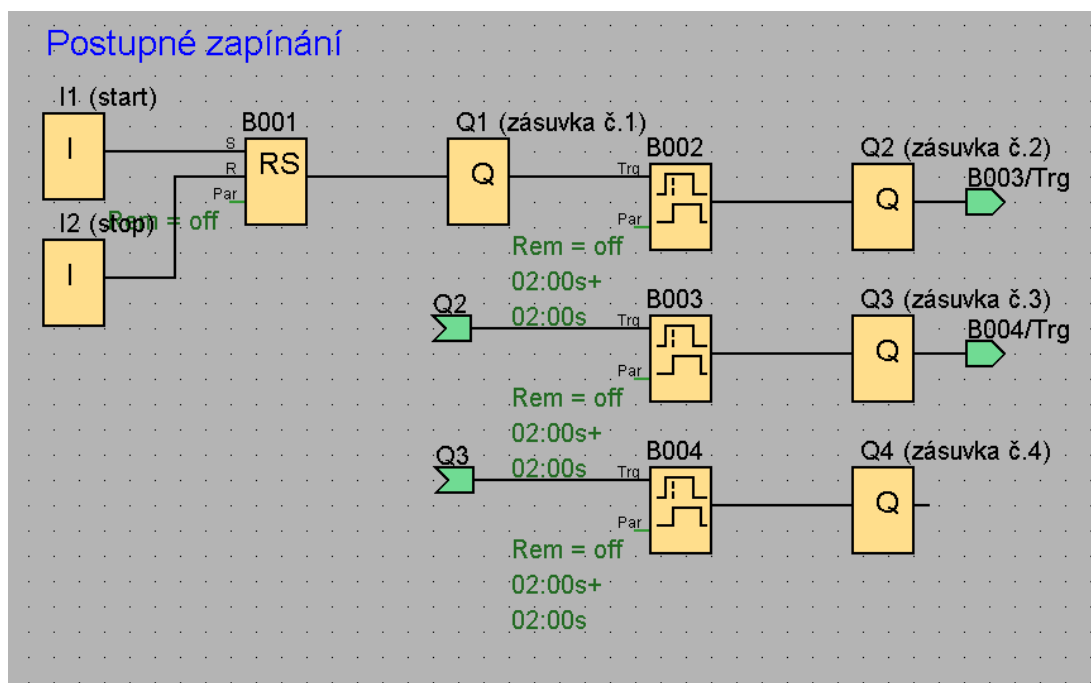 Postupné zapínání
I1 (start)
I
S
R
Par
B001
RS
Rem = off
I2 (stop)
I
Q1 (zásuvka č.1)
Q
B002
Trg
Par
Rem = off
02:00s+
02:00s
Q2 (zásuvka č.2)
Q
B003/Trg
Q2
B003
Trg
Par
Rem = off
02:00s+
02:00s
Q3 (zásuvka č.3)
Q
B004/Trg
Q3
B004
Trg
Par
Rem = off
02:00s+
02:00s
Q4 (zásuvka č.4)
Q